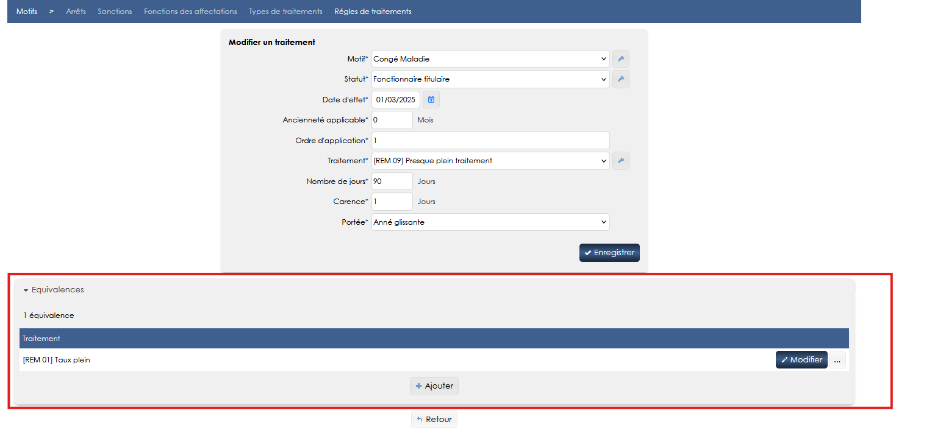 Motifs > Arrêts Sanctions Fonctions des affectations Types de traitements Régles de traitements
Modifier un traitement
Motif* Congé Maladie
Statut* Fonctionnaire titulaire
Date d'effet* 01/03/2025
Ancienneté applicable* 0 Mois
Ordre d'application* 1
Traitement* [REM 09] Presque plein traitement
Nombre de jours* 90 Jours
Carence* 1 Jours
Portée* Anné glissante
Enregistrer
Equivalences
1 équivalence
Traitement
[REM 01] Taux plein Modifier ...
+ Ajouter
Retour